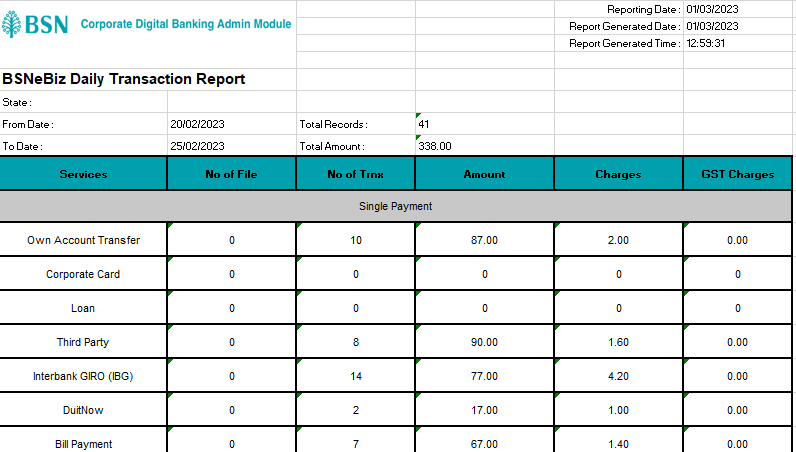 BSN Corporate Digital Banking Admin Module
Reporting Date : 01/03/2023
Report Generated Date : 01/03/2023
Report Generated Time : 12:59:31
BSNeBiz Daily Transaction Report
State :
From Date : 20/02/2023 Total Records : 41
To Date : 25/02/2023 Total Amount : 338.00
Services No of File No of Trnx Amount Charges GST Charges
Single Payment
Own Account Transfer 0 10 87.00 2.00 0.00
Corporate Card 0 0 0 0 0
Loan 0 0 0 0 0
Third Party 0 8 90.00 1.60 0.00
Interbank GIRO (IBG) 0 14 77.00 4.20 0.00
DuitNow 0 2 17.00 1.00 0.00
Bill Payment 0 7 67.00 1.40 0.00